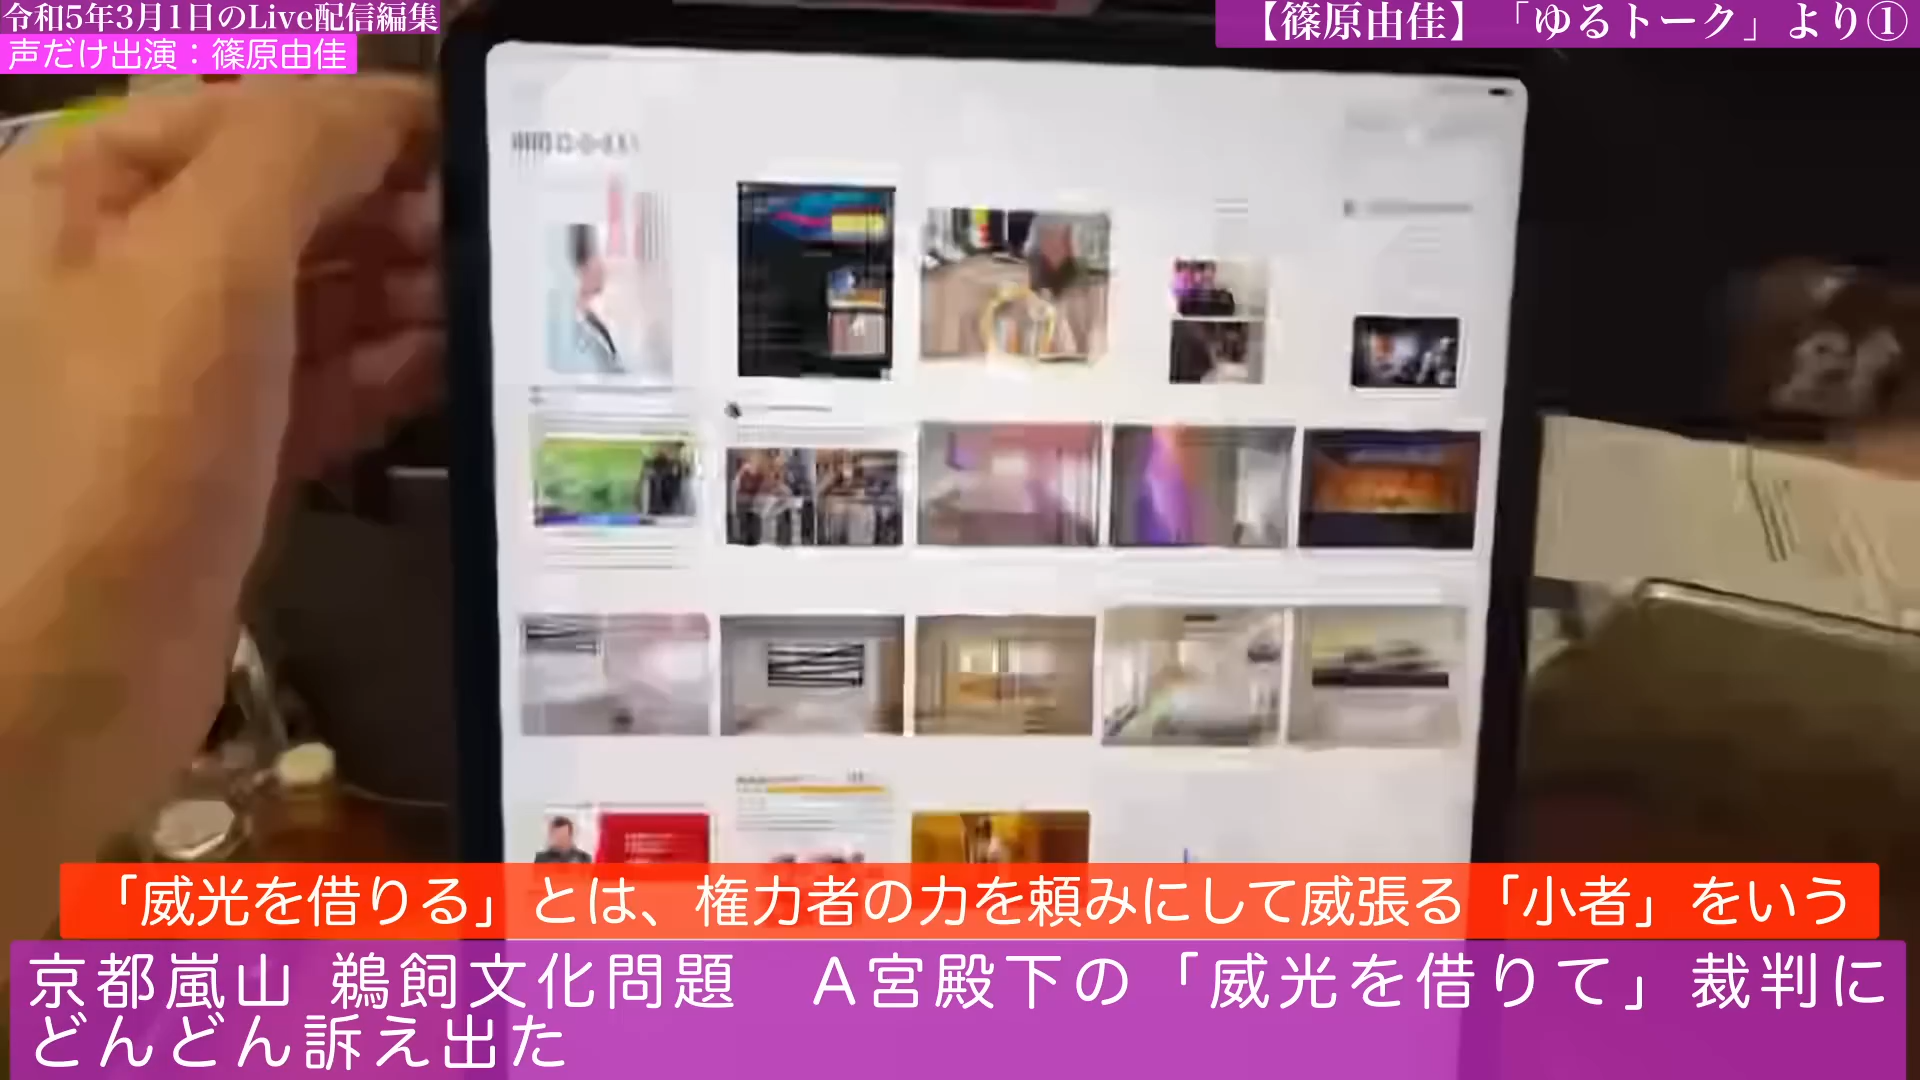 令和5年3月1日のLive配信編集
声だけ出演：篠原由佳
【篠原由佳】「ゆるトーク」より①
「威光を借りる」とは、権力者の力を頼みにして威張る「小者」をいう
京都嵐山 鵜飼文化問題　A宮殿下の「威光を借りて」裁判に
どんどん訴え出た